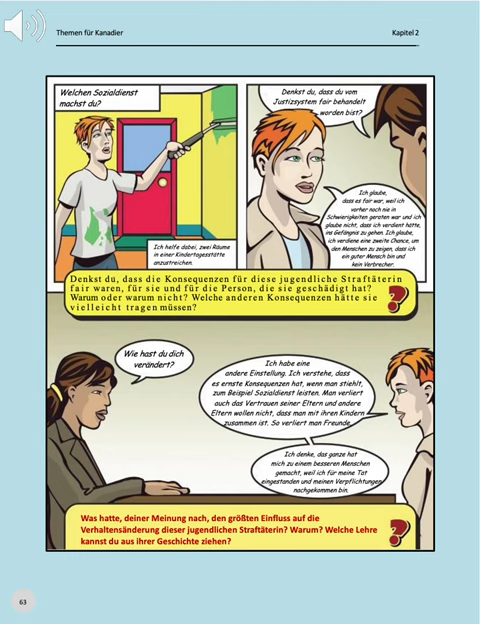 Themen für Kanadier
Kapitel 2
Welchen Sozialdienst
machst du?
Ich helfe dabei, zwei Räume
in einer Kindertagesstätte
anzustreichen.
Denkst du, dass du vom
Justizsystem fair behandelt
worden bist?
Ich glaube,
dass es fair war, weil ich
vorher noch nie in
Schwierigkeiten geraten war und ich
glaube nicht, dass ich verdient hätte,
ins Gefängnis zu gehen. Ich glaube,
ich verdiene eine zweite Chance, um
den Menschen zu zeigen, dass ich
ein guter Mensch bin und
kein Verbrecher.
Denkst du, dass die Konsequenzen für diese jugendliche Straftäterin
fair waren, für sie und für die Person, die sie geschädigt hat?
Warum oder warum nicht? Welche anderen Konsequenzen hätte sie
vielleicht tragen müssen?
?
Wie hast du dich
verändert?
Ich habe eine
andere Einstellung. Ich verstehe, dass
es ernste Konsequenzen hat, wenn man stiehlt,
zum Beispiel Sozialdienst leisten. Man verliert
auch das Vertrauen seiner Eltern und andere
Eltern wollen nicht, dass man mit ihren Kindern
zusammen ist. So verliert man Freunde.
Ich denke, das ganze hat
mich zu einem besseren Menschen
gemacht, weil ich für meine Tat
eingestanden und meinen Verpflichtungen
nachgekommen bin.
Was hatte, deiner Meinung nach, den größten Einfluss auf die
Verhaltensänderung dieser jugendlichen Straftäterin? Warum? Welche Lehre
kannst du aus ihrer Geschichte ziehen?
?
63